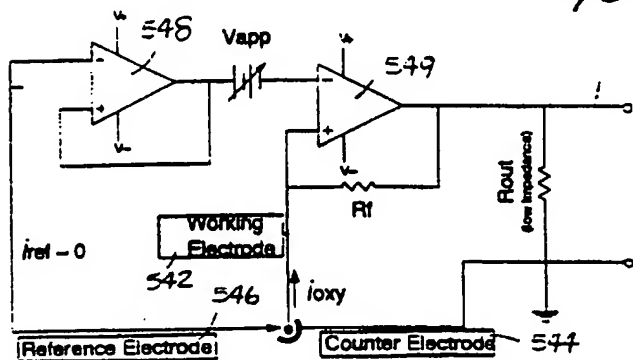 548
Vapp
549
V+
V+
-
-
+
+
V-
V-
Rf
Rout
(low impedance)
Working
Electrode
542
iref - 0
ioxy
546
Reference Electrode
Counter Electrode
544